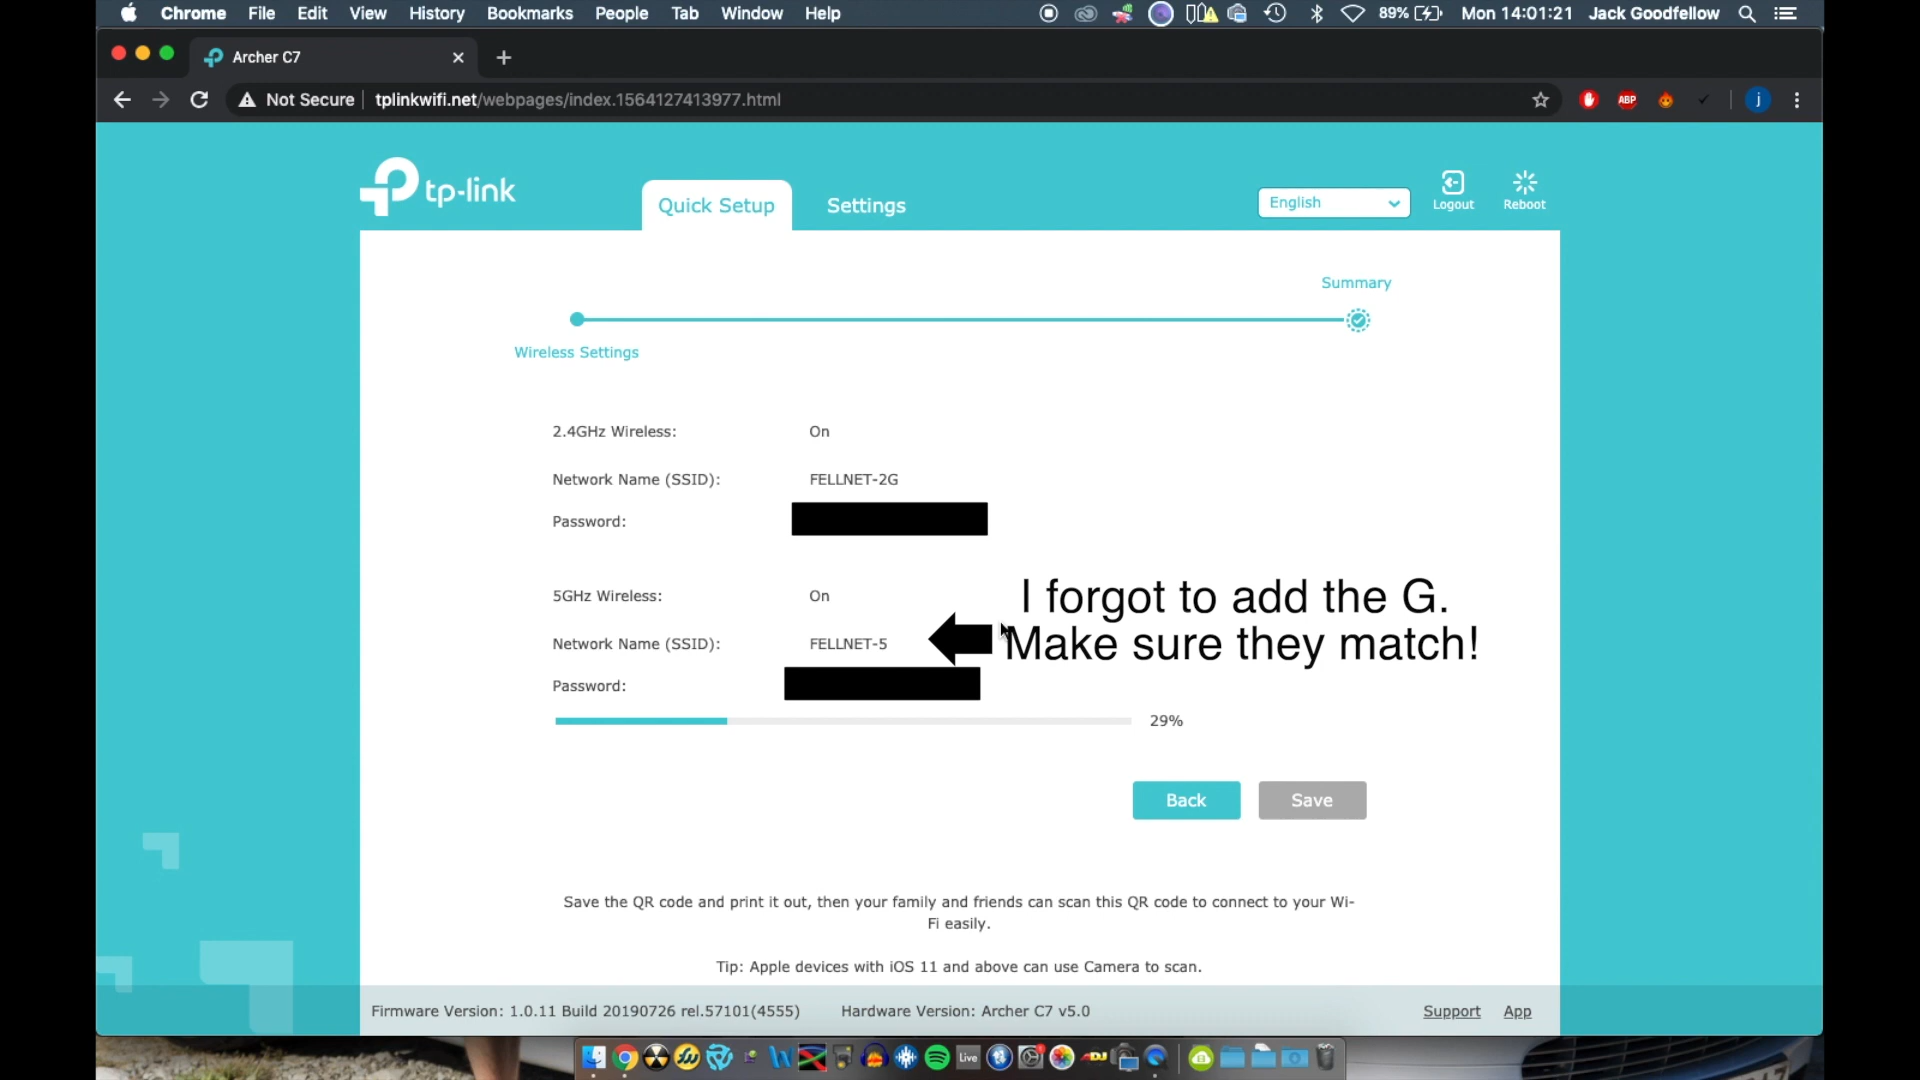 Chrome File Edit View History Bookmarks People Tab Window Help 89% Mon 14:01:21 Jack Goodfellow
Archer C7
Not Secure tplinkwifi.net/webpages/index.1564127413977.html ABP j
tp-link Quick Setup Settings English Logout Reboot
Summary
Wireless Settings
2.4GHz Wireless: On
Network Name (SSID): FELLNET-2G
Password:
5GHz Wireless: On
I forgot to add the G.
Network Name (SSID): FELLNET-5
Make sure they match!
Password:
29%
Back Save
Save the QR code and print it out, then your family and friends can scan this QR code to connect to your Wi-
Fi easily.
Tip: Apple devices with iOS 11 and above can use Camera to scan.
Firmware Version: 1.0.11 Build 20190726 rel.57101(4555) Hardware Version: Archer C7 v5.0 Support App
Live DJ